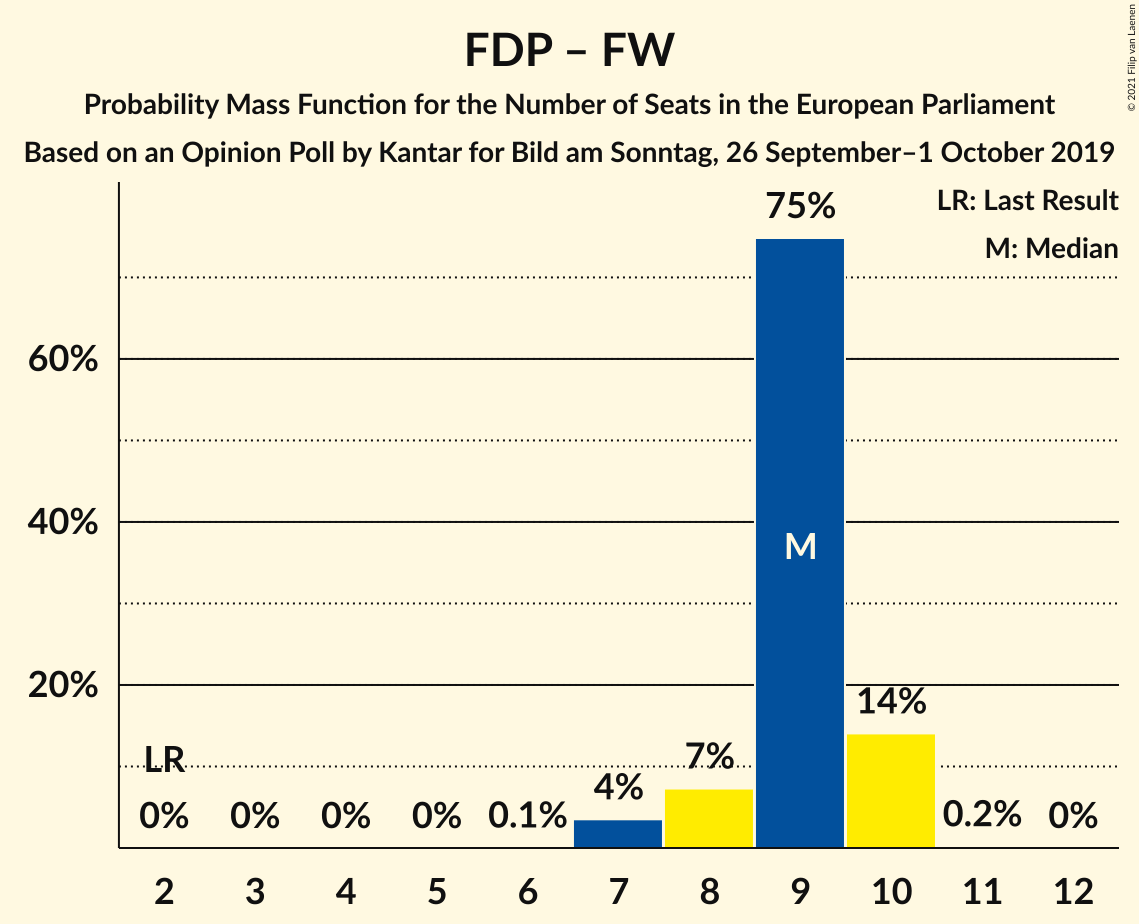 FDP – FW
Probability Mass Function for the Number of Seats in the European Parliament
Based on an Opinion Poll by Kantar for Bild am Sonntag, 26 September–1 October 2019
© 2021 Filip van Laenen
LR: Last Result
M: Median
60%
40%
20%
LR
0%
0%
0%
0%
0.1%
4%
7%
75%
M
14%
0.2%
0%
2 3 4 5 6 7 8 9 10 11 12